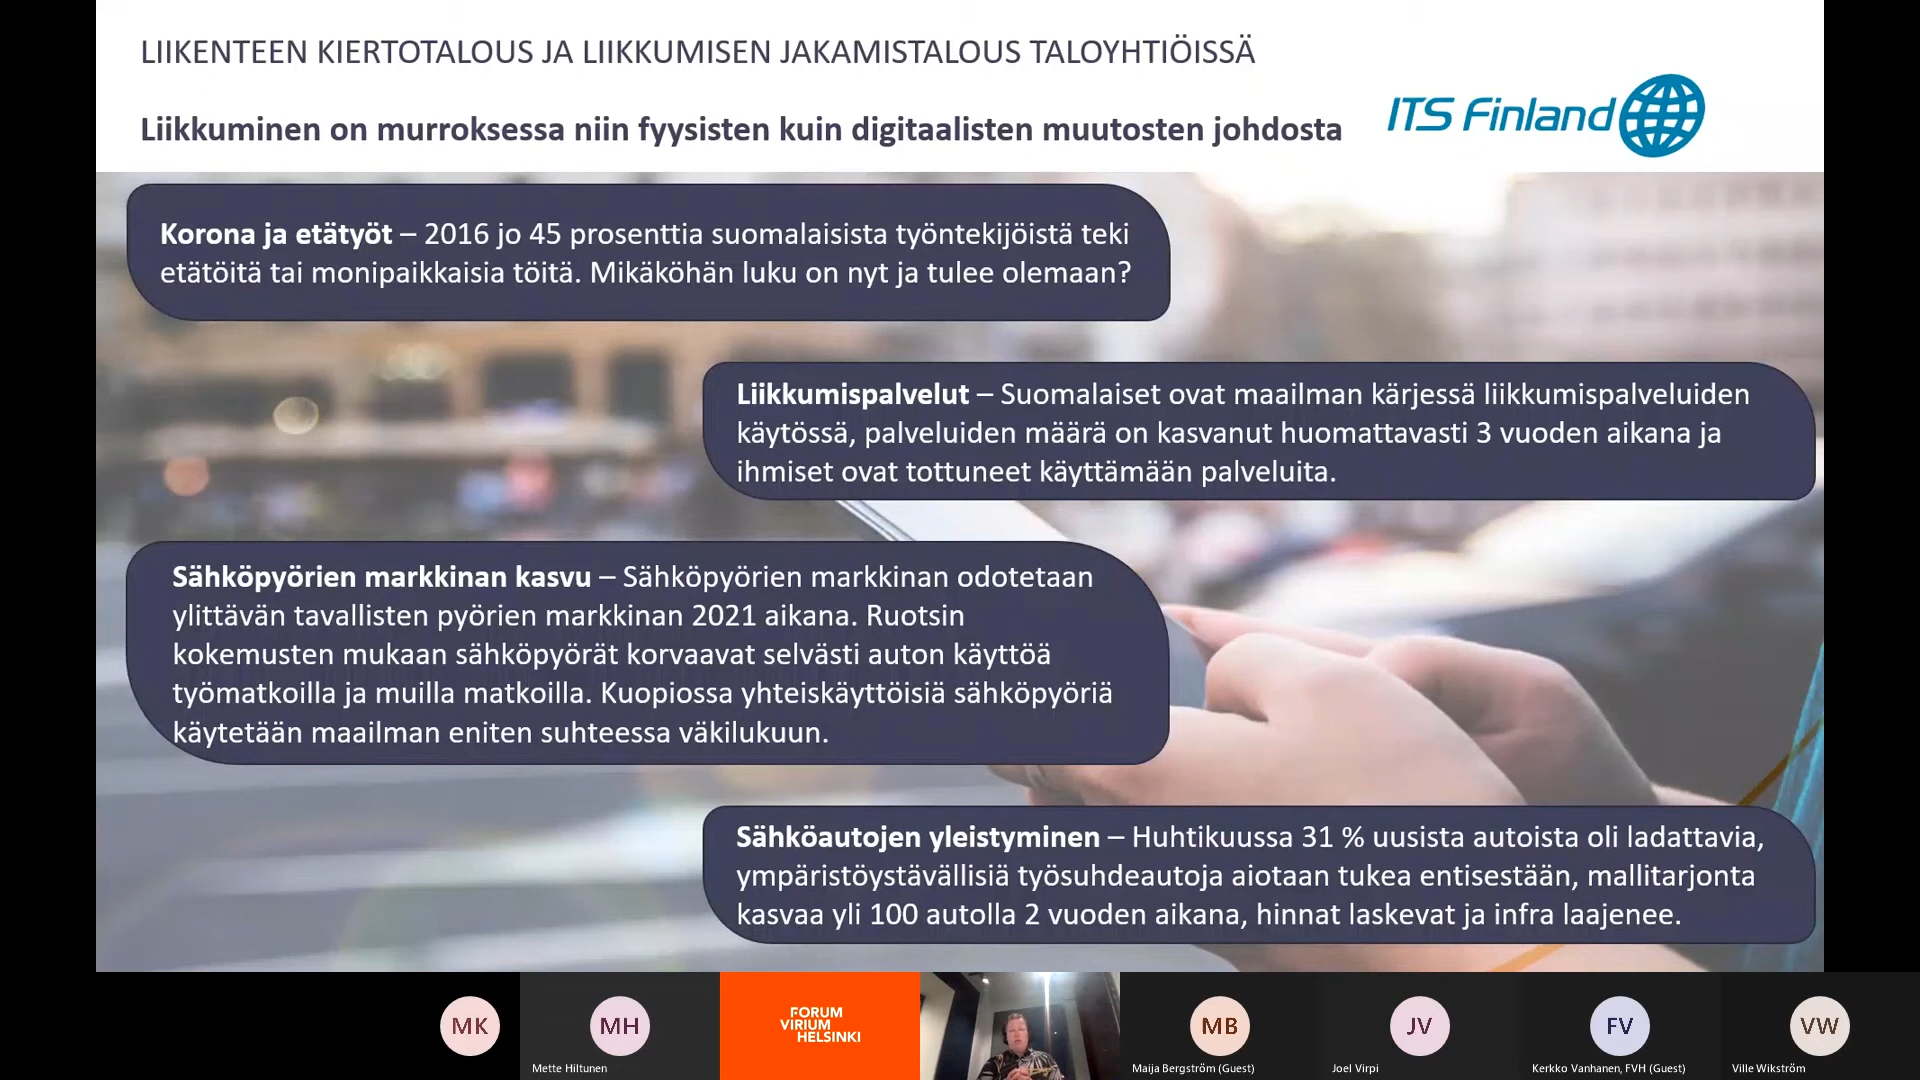 LIIKENTEEN KIERTOTALOUS JA LIIKKUMISEN JAKAMISTALOUS TALOYHTIÖISSÄ
Liikkuminen on murroksessa niin fyysisten kuin digitaalisten muutosten johdosta
ITS Finland
Korona ja etätyöt – 2016 jo 45 prosenttia suomalaisista työntekijöistä teki
etätöitä tai monipaikkaisia töitä. Mikäköhän luku on nyt ja tulee olemaan?
Liikkumispalvelut – Suomalaiset ovat maailman kärjessä liikkumispalveluiden
käytössä, palveluiden määrä on kasvanut huomattavasti 3 vuoden aikana ja
ihmiset ovat tottuneet käyttämään palveluita.
Sähköpyörien markkinan kasvu – Sähköpyörien markkinan odotetaan
ylittävän tavallisten pyörien markkinan 2021 aikana. Ruotsin
kokemusten mukaan sähköpyörät korvaavat selvästi auton käyttöä
työmatkoilla ja muilla matkoilla. Kuopiossa yhteiskäyttöisiä sähköpyöriä
käytetään maailman eniten suhteessa väkilukuun.
Sähköautojen yleistyminen – Huhtikuussa 31 % uusista autoista oli ladattavia,
ympäristöystävällisiä työsuhdeautoja aiotaan tukea entisestään, mallitarjonta
kasvaa yli 100 autolla 2 vuoden aikana, hinnat laskevat ja infra laajenee.
MK
MH
Mette Hiltunen
FORUM
VIRIUM
HELSINKI
MB
Maija Bergström (Guest)
JV
Joel Virpi
FV
Kerkko Vanhanen, FVH (Guest)
VW
Ville Wikström